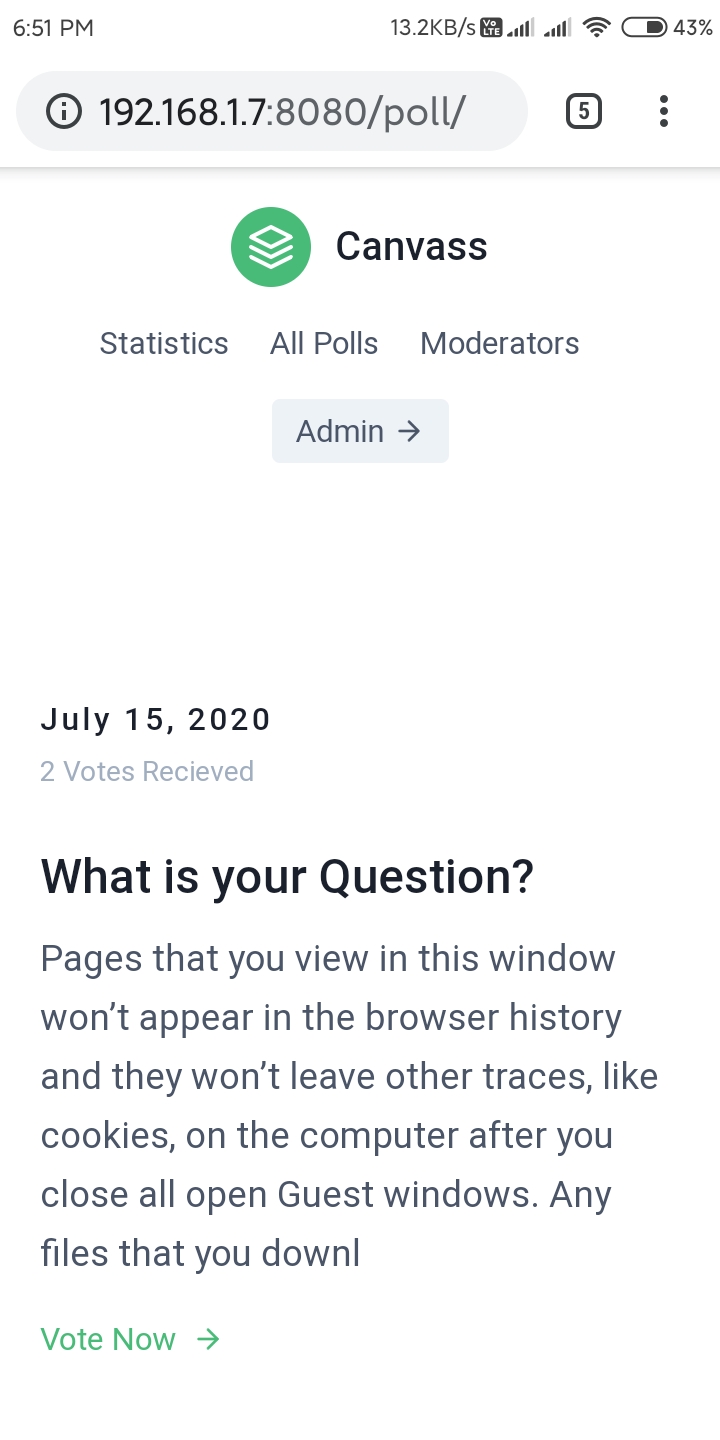 6:51 PM 13.2KB/s Vo LTE 43%
192.168.1.7:8080/poll/ 5
Canvass
Statistics All Polls Moderators
Admin →
July 15, 2020
2 Votes Recieved
What is your Question?
Pages that you view in this window
won’t appear in the browser history
and they won’t leave other traces, like
cookies, on the computer after you
close all open Guest windows. Any
files that you downl
Vote Now →